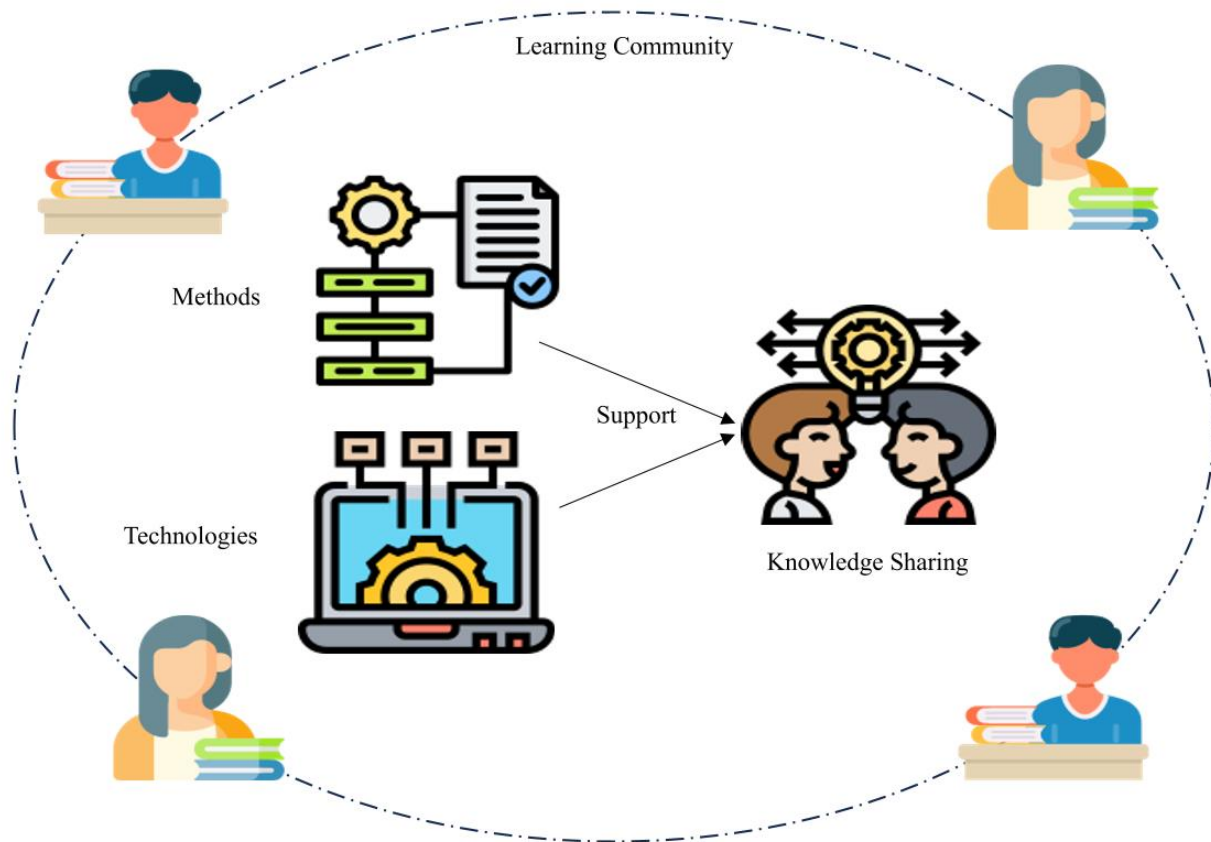 Learning Community
Methods
Support
Technologies
Knowledge Sharing